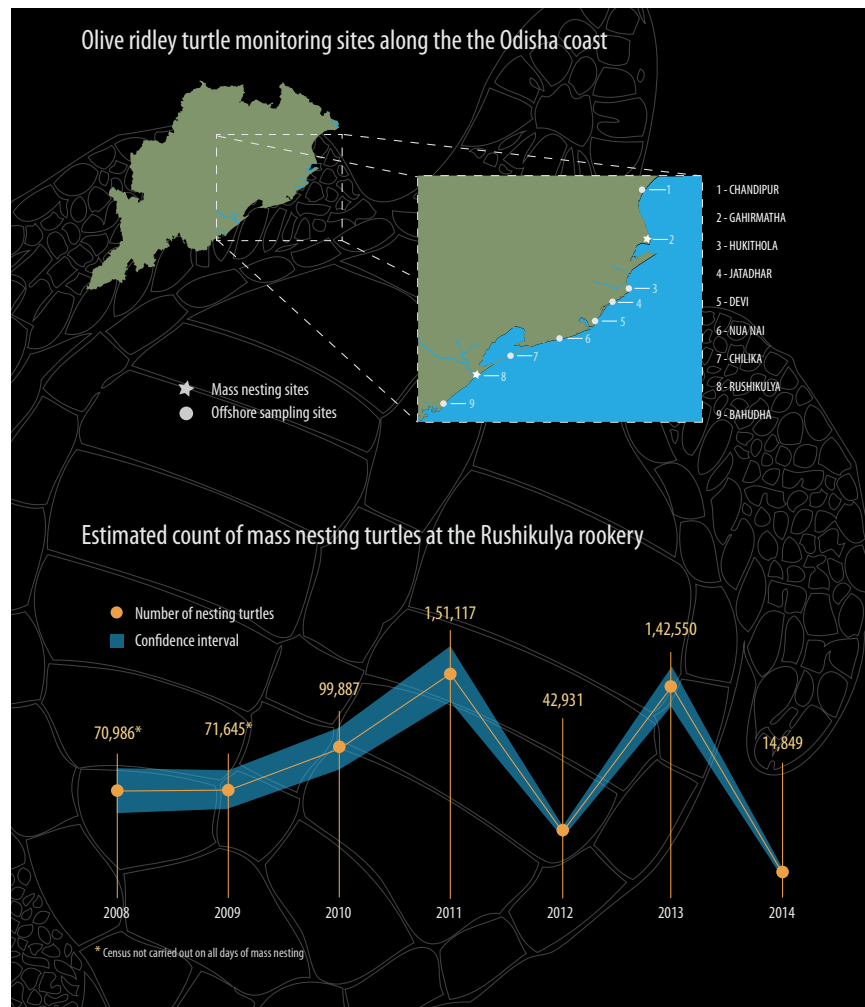 Olive ridley turtle monitoring sites along the the Odisha coast
1
2
3
4
5
6
7
8
9
1 - CHANDIPUR
2 - GAHIRMATHA
3 - HUKITHOLA
4 - JATADHAR
5 - DEVI
6 - NUA NAI
7 - CHILIKA
8 - RUSHIKULYA
9 - BAHUDHA
Mass nesting sites
Offshore sampling sites
Estimated count of mass nesting turtles at the Rushikulya rookery
Number of nesting turtles
Confidence interval
70,986*
71,645*
99,887
1,51,117
42,931
1,42,550
14,849
2008
2009
2010
2011
2012
2013
2014
* Census not carried out on all days of mass nesting